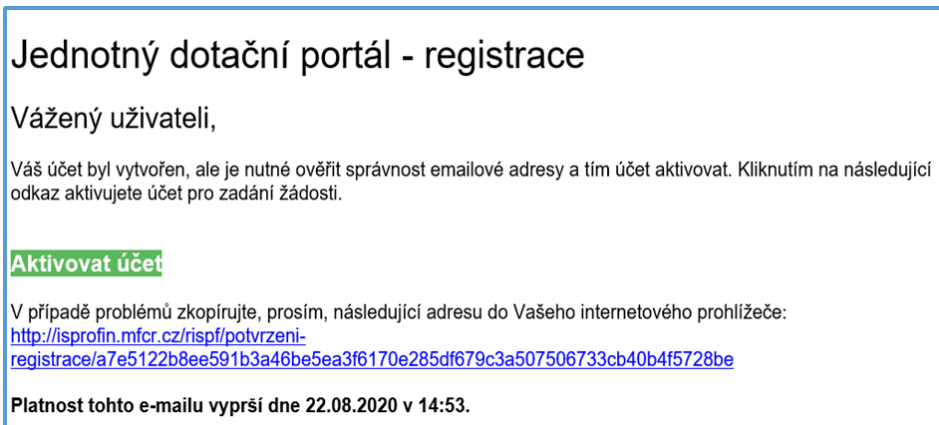 Jednotný dotační portál - registrace
Vážený uživateli,
Váš účet byl vytvořen, ale je nutné ověřit správnost emailové adresy a tím účet aktivovat. Kliknutím na následující
odkaz aktivujete účet pro zadání žádosti.
Aktivovat účet
V případě problémů zkopírujte, prosím, následující adresu do Vašeho internetového prohlížeče:
http://isprofin.mfcr.cz/rispf/potvrzeni-
registrace/a7e5122b8ee591b3a46be5ea3f6170e285df679c3a507506733cb40b4f5728be
Platnost tohto e-mailu vyprší dne 22.08.2020 v 14:53.